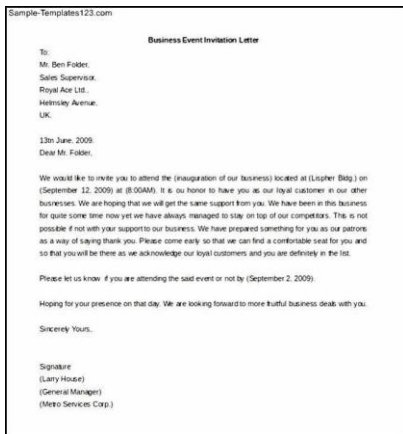 Sample-Templates123.com
Business Event Invitation Letter
To:
Mr. Ben Folder,
Sales Supervisor,
Royal Ace Ltd.,
Helmsley Avenue,
UK,
13tn June, 2009.
Dear Mr. Folder,
We would like to invite you to attend the (inauguration of our business) located at (Lispher Bldg.) on
(September 12, 2009) at (8:00AM). It is ou honor to have you as our loyal customer in our other
busnesses. We are hoping that we will get the same support from you. We have been in this business
for quite some time now yet we have always managed to stay on top of our competitors. This is not
possible if not with your support to our business. We have prepared something for you as our patrons
as a way of saying thank you. Please come early so that we can find a comfortable seat for you and
so that you will be there as we acknowledge our loyal customers and you are definitely in the list.
Please let us know if you are attending the said event or not by (September 2, 2009).
Hoping for your presence on that day. We are looking forward to more fruitful business deals with you.
Sincerely Yours,
Signature
(Larry House)
(General Manager)
(Metro Services Corp.)